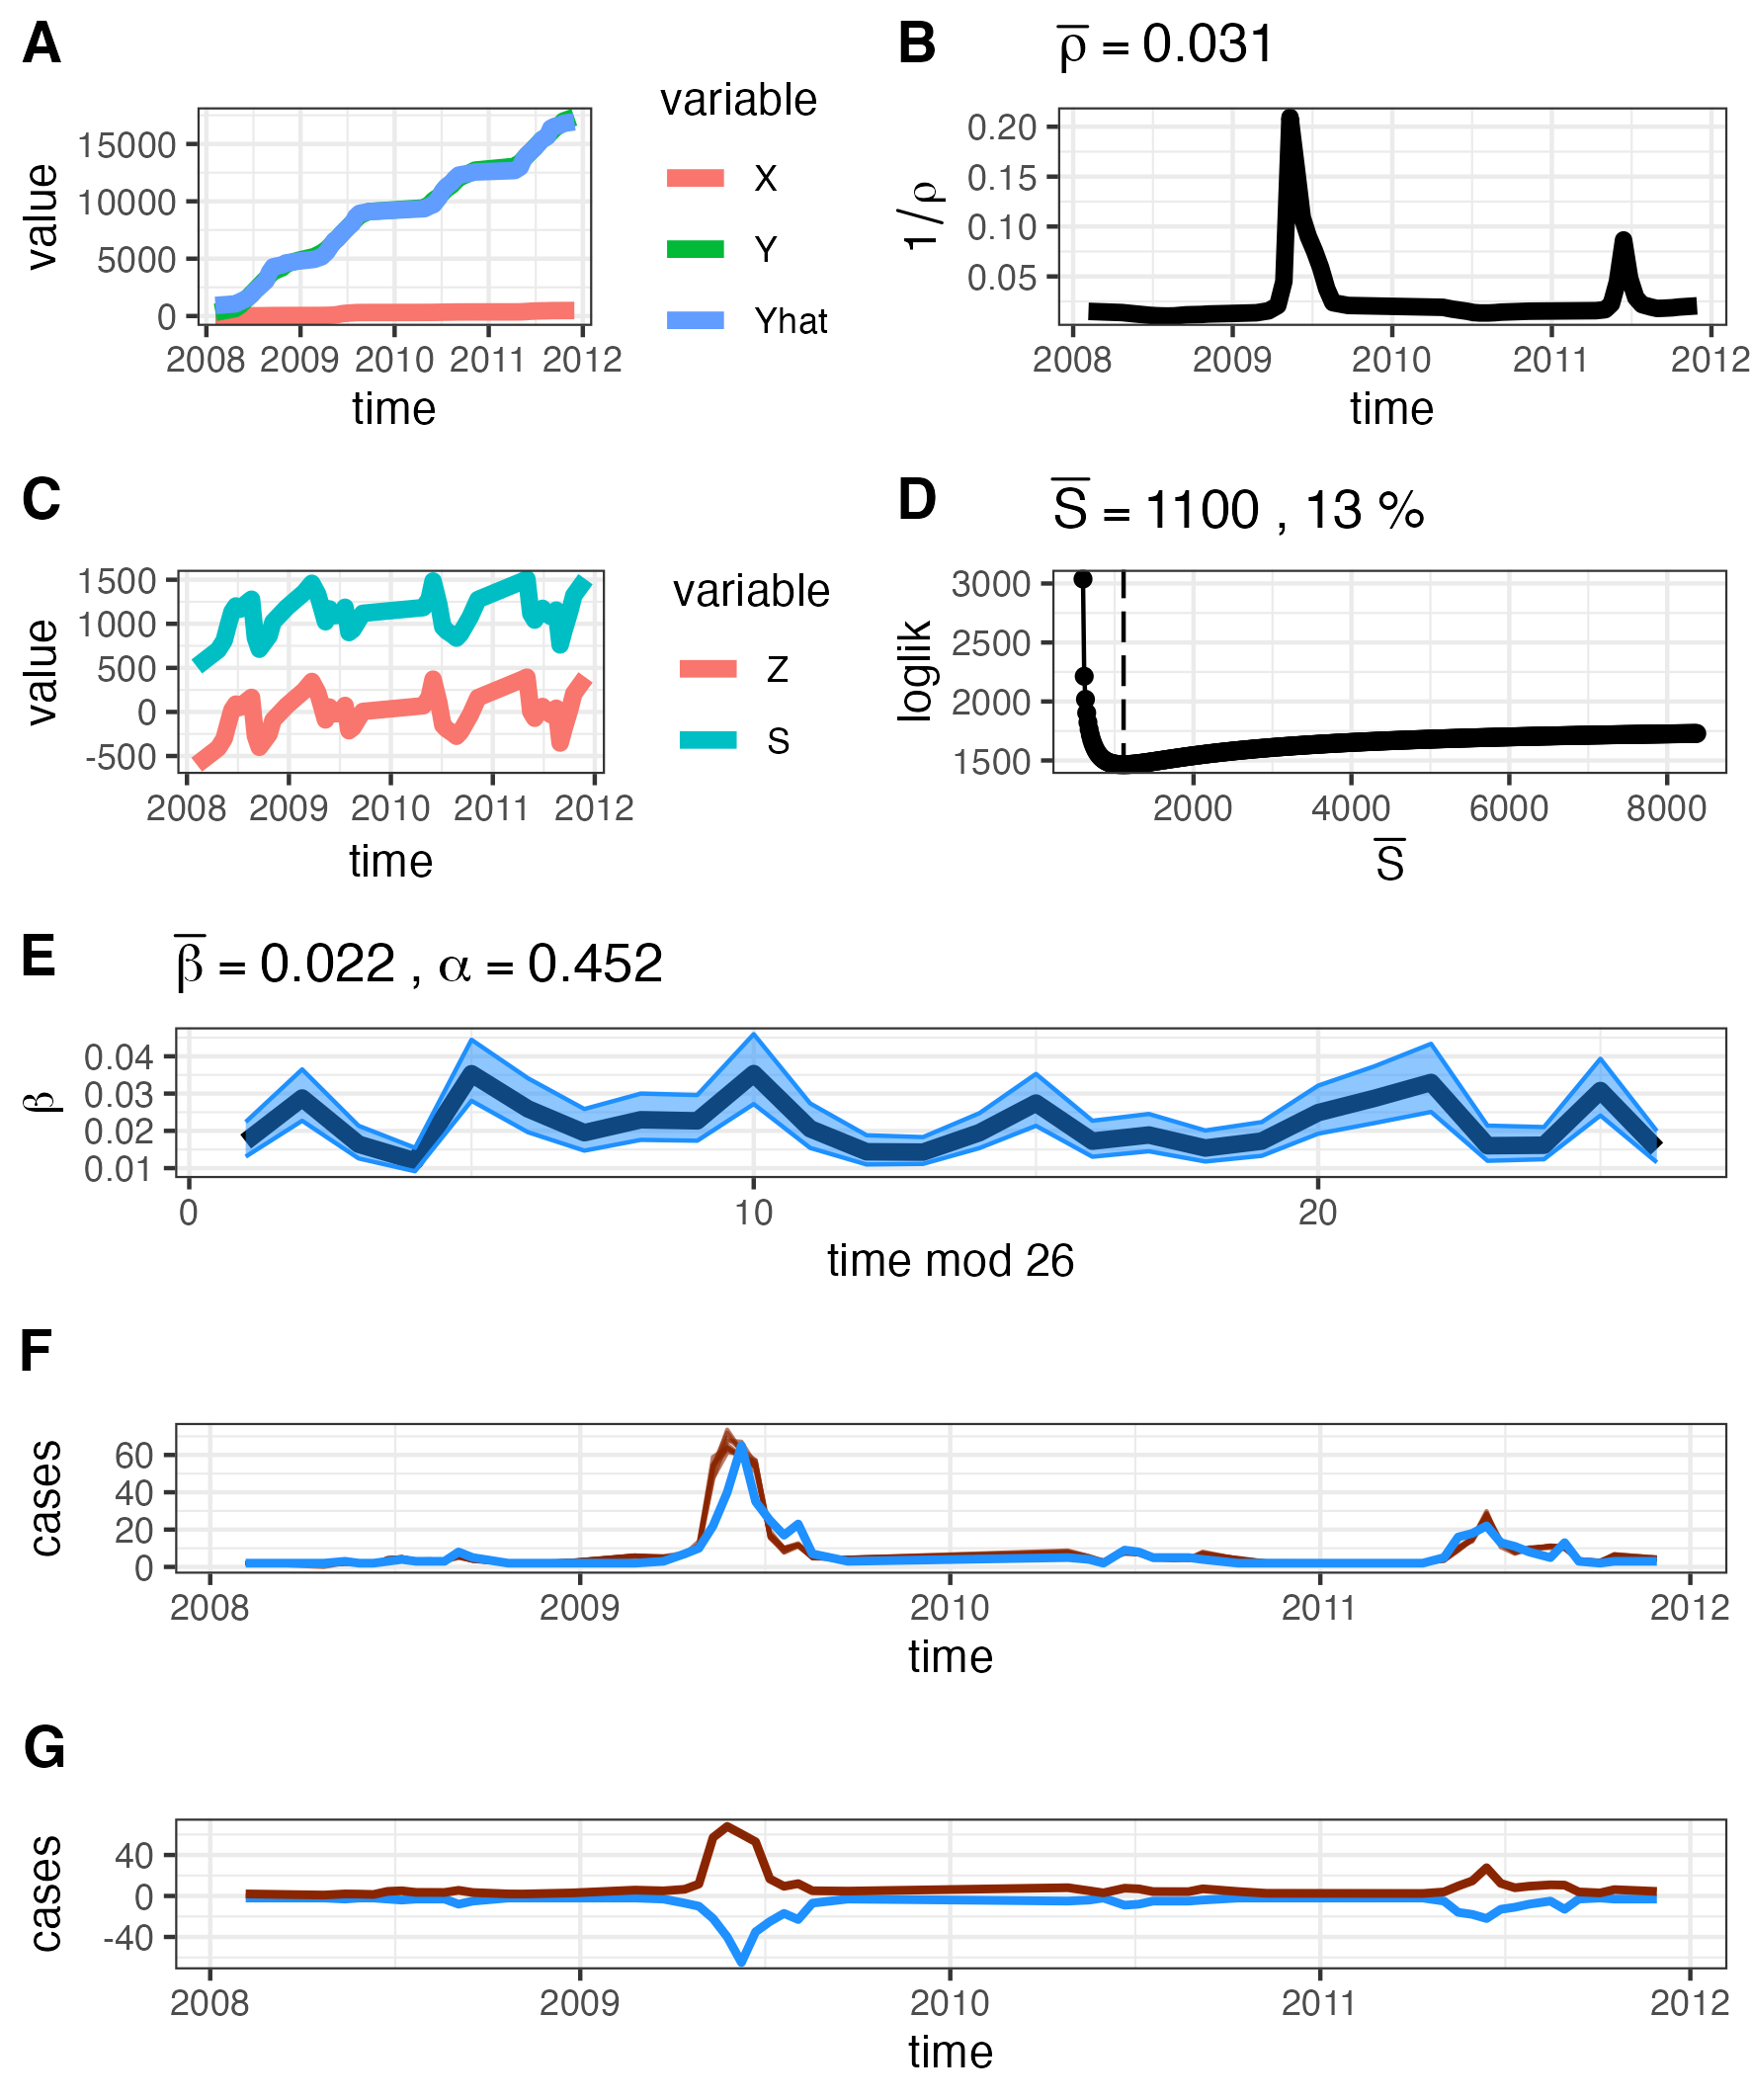 A
variable
X
Y
Yhat
value
15000
10000
5000
0
2008 2009 2010 2011 2012
time
B
ρ̅ = 0.031
1/ρ
0.20
0.15
0.10
0.05
2008 2009 2010 2011 2012
time
C
variable
Z
S
value
1500
1000
500
0
-500
2008 2009 2010 2011 2012
time
D
S̅ = 1100 , 13 %
loglik
3000
2500
2000
1500
2000 4000 6000 8000
S̅
E
β̅ = 0.022 , α = 0.452
β
0.04
0.03
0.02
0.01
0 10 20
time mod 26
F
cases
60
40
20
0
2008 2009 2010 2011 2012
time
G
cases
40
0
-40
2008 2009 2010 2011 2012
time